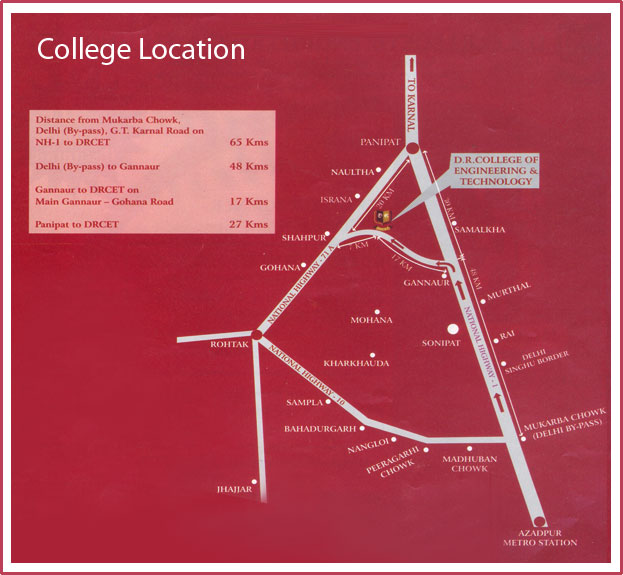 College Location
Distance from Mukarba Chowk,
Delhi (By-pass), G.T. Karnal Road on
NH-1 to DRCET 65 Kms
Delhi (By-pass) to Gannaur 48 Kms
Gannaur to DRCET on
Main Gannaur – Gohana Road 17 Kms
Panipat to DRCET 27 Kms
TO KARNAL
PANIPAT
D.R.COLLEGE OF
ENGINEERING &
TECHNOLOGY
NAULTHA
ISRANA
20 KM
30 KM
SAMALKHA
SHAHPUR
7 KM
17 KM
48 KM
GOHANA
GANNAUR
MURTHAL
NATIONAL HIGHWAY - 71 A
NATIONAL HIGHWAY - 1
MOHANA
SONIPAT
RAI
ROHTAK
KHARKHAUDA
DELHI
SINGHU BORDER
NATIONAL HIGHWAY - 10
SAMPLA
BAHADURGARH
MUKARBA CHOWK
(DELHI BY-PASS)
NANGLOI
PEERAGARHI
CHOWK
MADHUBAN
CHOWK
JHAJJAR
AZADPUR
METRO STATION